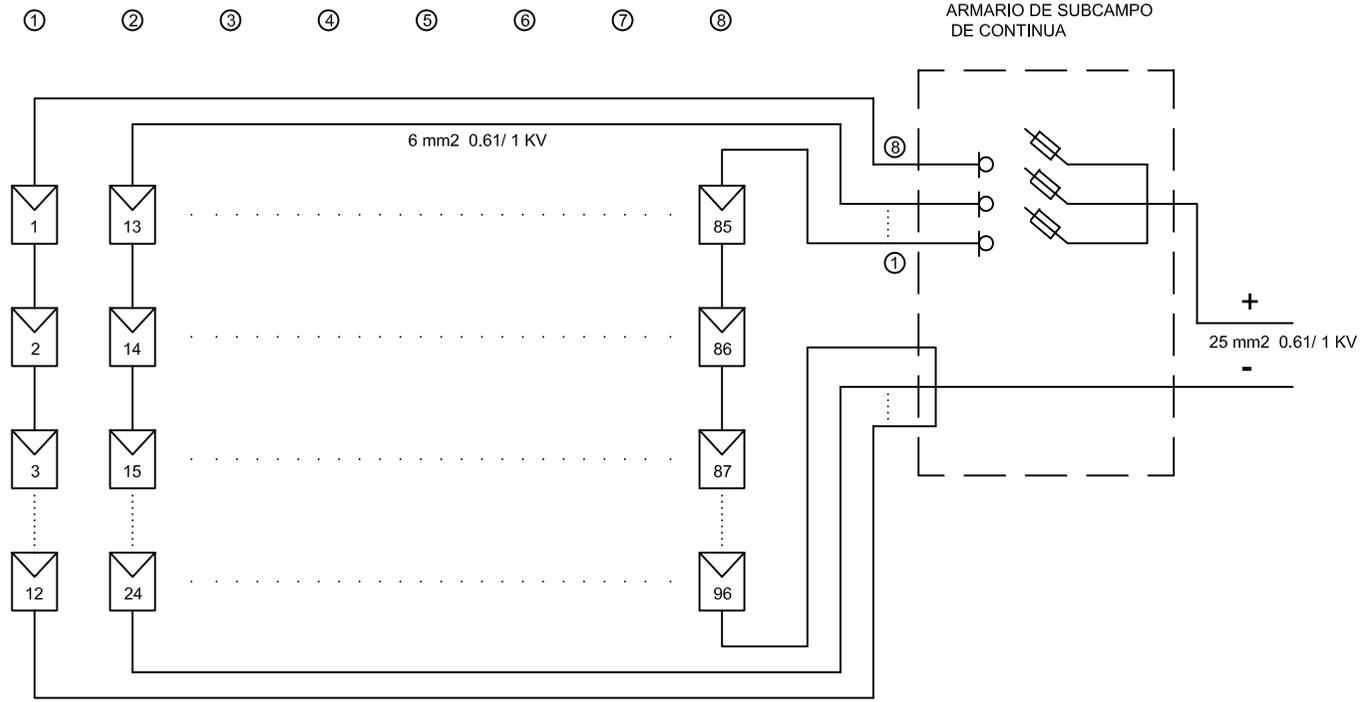 ① ② ③ ④ ⑤ ⑥ ⑦ ⑧
ARMARIO DE SUBCAMPO
DE CONTINUA
6 mm2 0.61/ 1 KV
⑧
1 13 85
①
+
2 14 86
25 mm2 0.61/ 1 KV
-
3 15 87
12 24 96